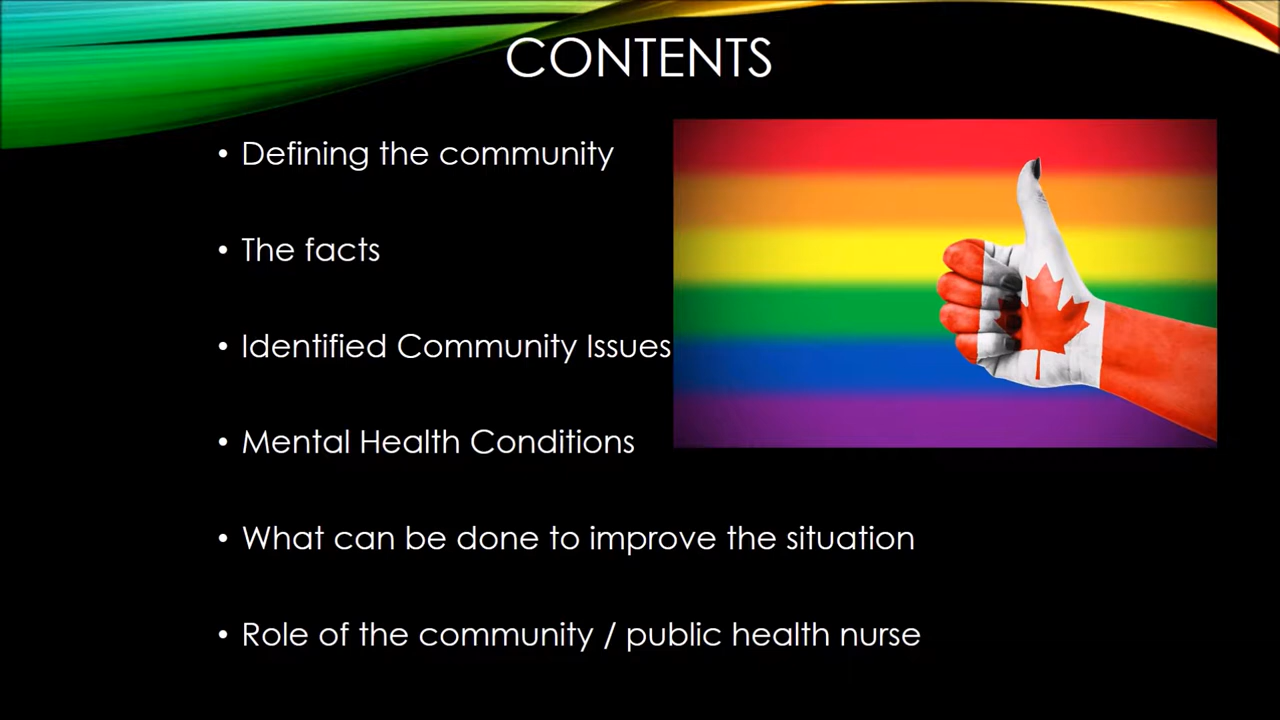 CONTENTS
• Defining the community
• The facts
• Identified Community Issues
• Mental Health Conditions
• What can be done to improve the situation
• Role of the community / public health nurse